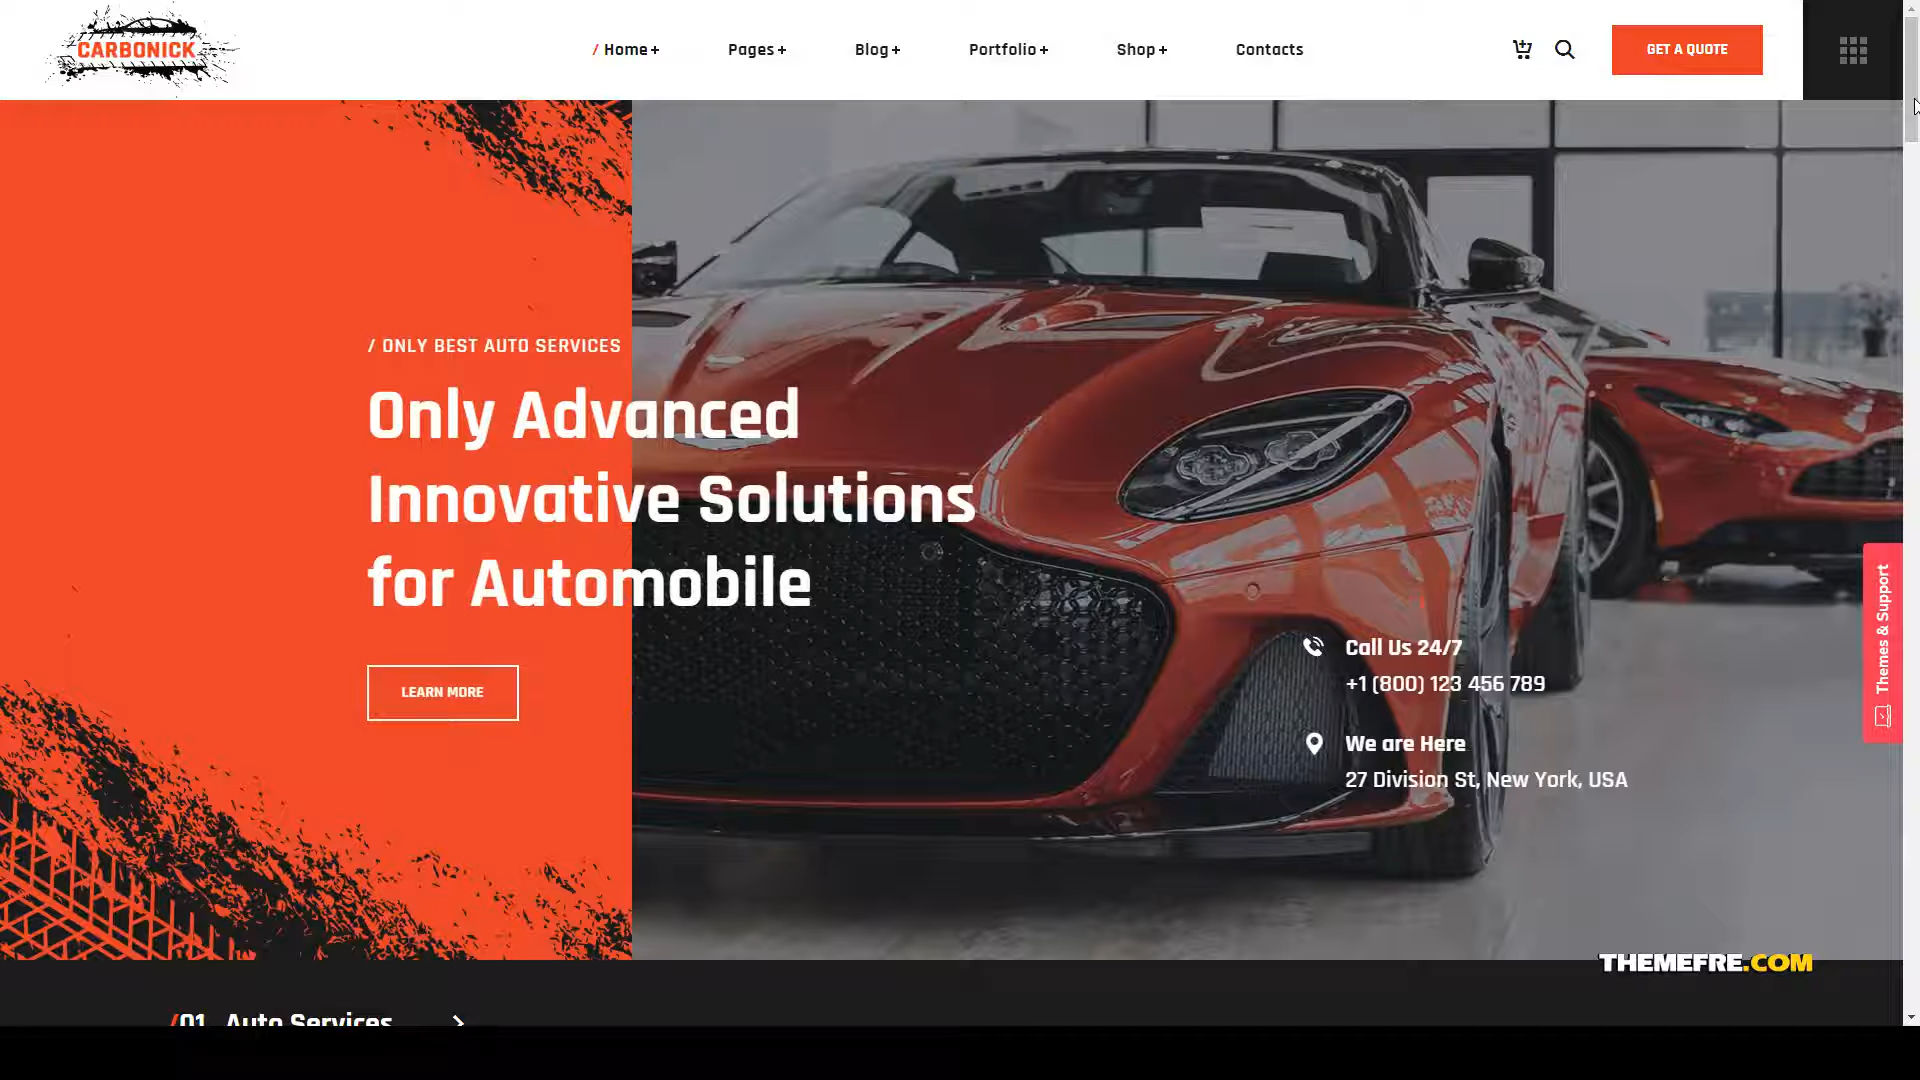 CARBONICK
/ Home +
Pages +
Blog +
Portfolio +
Shop +
Contacts
GET A QUOTE
/ ONLY BEST AUTO SERVICES
Only Advanced
Innovative Solutions
for Automobile
LEARN MORE
Call Us 24/7
+1 (800) 123 456 789
We are Here
27 Division St, New York, USA
Themes & Support
THEMEFRE.COM
/01 Auto Services